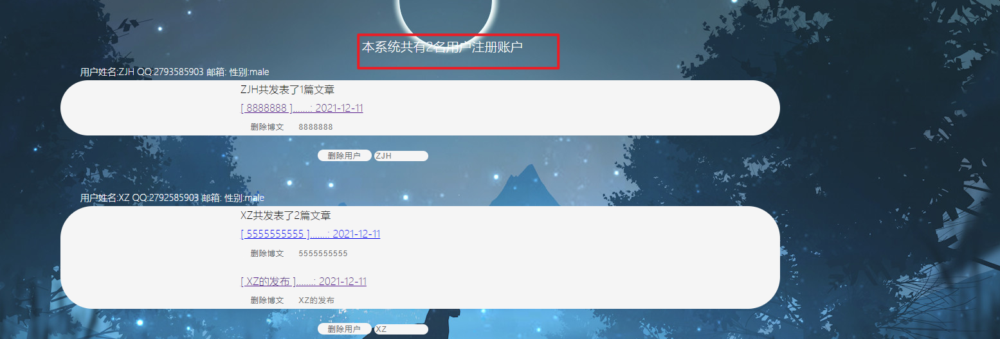 本系统共有2名用户注册账户
用户姓名:ZJH QQ:2793585903 邮箱: 性别:male
ZJH共发表了1篇文章
[ 8888888 ].......: 2021-12-11
删除博文 8888888
删除用户 ZJH
用户姓名:XZ QQ:2792585903 邮箱: 性别:male
XZ共发表了2篇文章
[ 5555555555 ].......: 2021-12-11
删除博文 5555555555
[ XZ的发布 ].......: 2021-12-11
删除博文 XZ的发布
删除用户 XZ